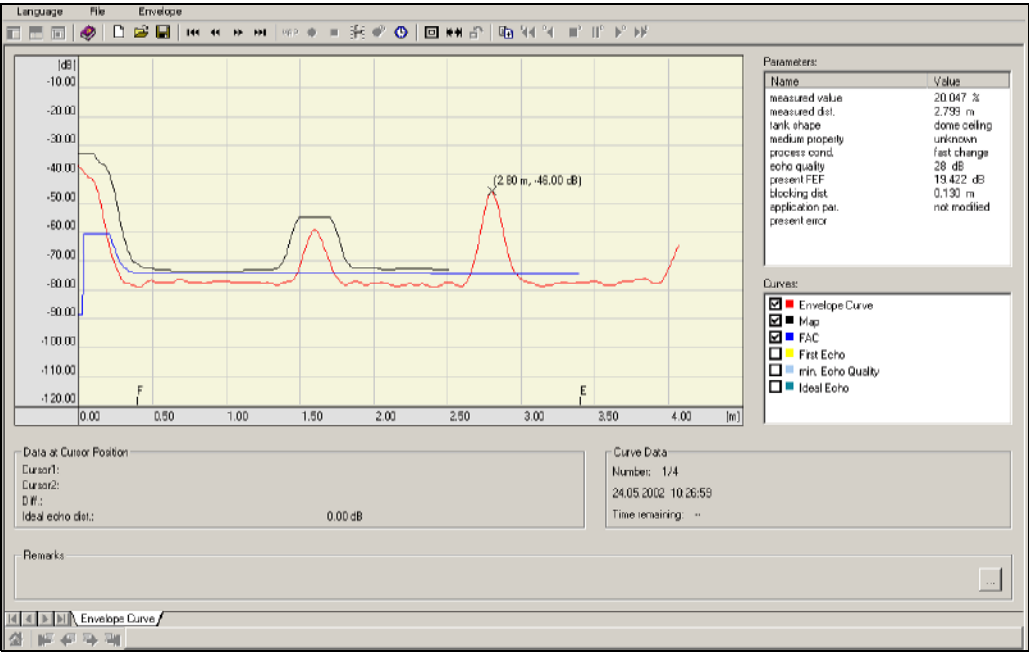 Language File Envelope
[dB]
-10.00
-20.00
-30.00
-40.00
-50.00
-60.00
-70.00
-80.00
-90.00
-100.00
-110.00
-120.00
(2.80 m, -46.00 dB)
F
E
0.00 0.50 1.00 1.50 2.00 2.50 3.00 3.50 4.00 [m]
Parameters:
Name Value
measured value 20.047 %
measured dist. 2.799 m
tank shape dome ceiling
medium property unknown
process cond. fast change
echo quality 28 dB
present FEF 19.422 dB
blocking dist. 0.130 m
application par. not modified
present error
Curves:
Envelope Curve
Map
FAC
First Echo
min. Echo Quality
Ideal Echo
Data at Cursor Position
Cursor1:
Cursor2:
Diff.:
Ideal echo dist.: 0.00 dB
Curve Data
Number: 1/4
24.05.2002 10:26:59
Time remaining: --
Remarks
...
Envelope Curve